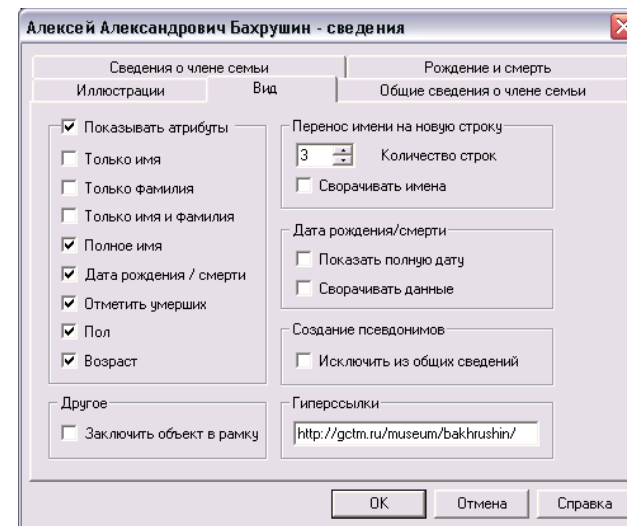 Алексей Александрович Бахрушин - сведения
Сведения о члене семьи
Рождение и смерть
Иллюстрации
Вид
Общие сведения о члене семьи
Показывать атрибуты
Только имя
Только фамилия
Только имя и фамилия
Полное имя
Дата рождения / смерти
Отметить умерших
Пол
Возраст
Другое
Заключить объект в рамку
Перенос имени на новую строку
3 Количество строк
Сворачивать имена
Дата рождения/смерти
Показать полную дату
Сворачивать данные
Создание псевдонимов
Исключить из общих сведений
Гиперссылки
http://gctm.ru/museum/bakhrushin/
OK
Отмена
Справка